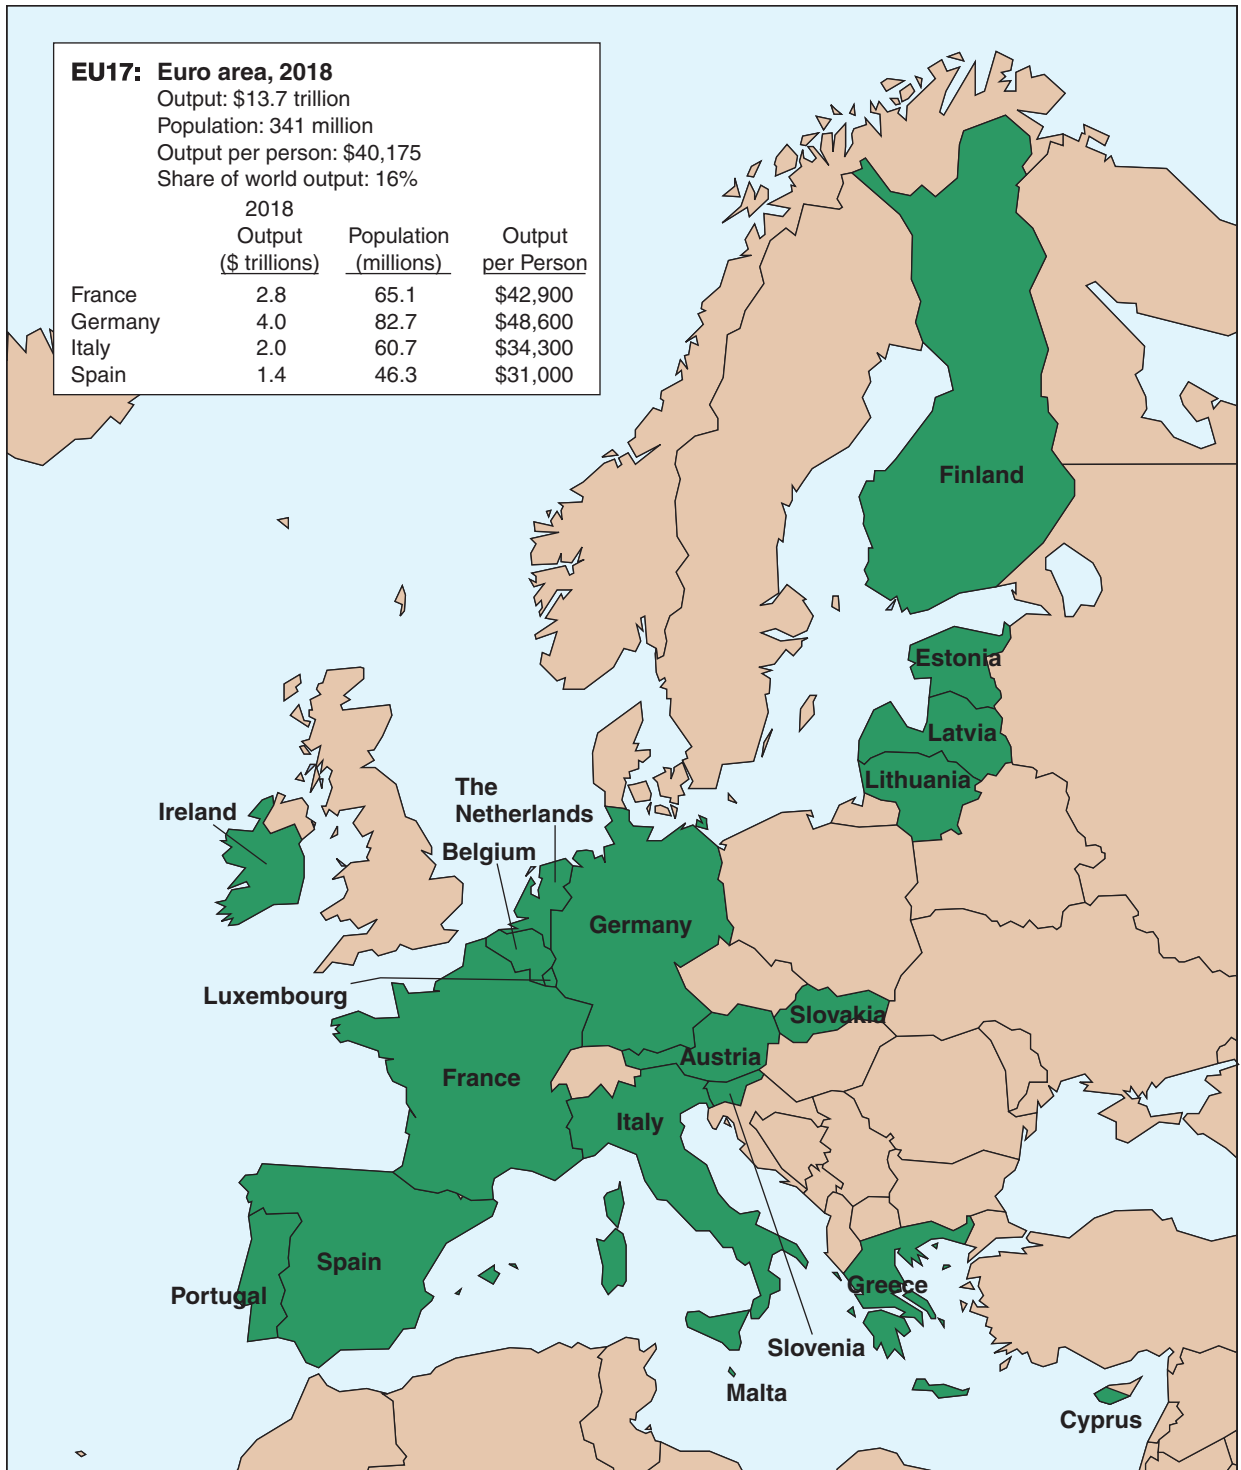 EU17: Euro area, 2018
Output: $13.7 trillion
Population: 341 million
Output per person: $40,175
Share of world output: 16%
2018
Output Population Output
($ trillions) (millions) per Person
France 2.8 65.1 $42,900
Germany 4.0 82.7 $48,600
Italy 2.0 60.7 $34,300
Spain 1.4 46.3 $31,000
Finland
Estonia
Latvia
Lithuania
The
Netherlands
Ireland
Belgium
Germany
Luxembourg
Slovakia
Austria
France
Italy
Spain
Portugal
Greece
Slovenia
Malta
Cyprus